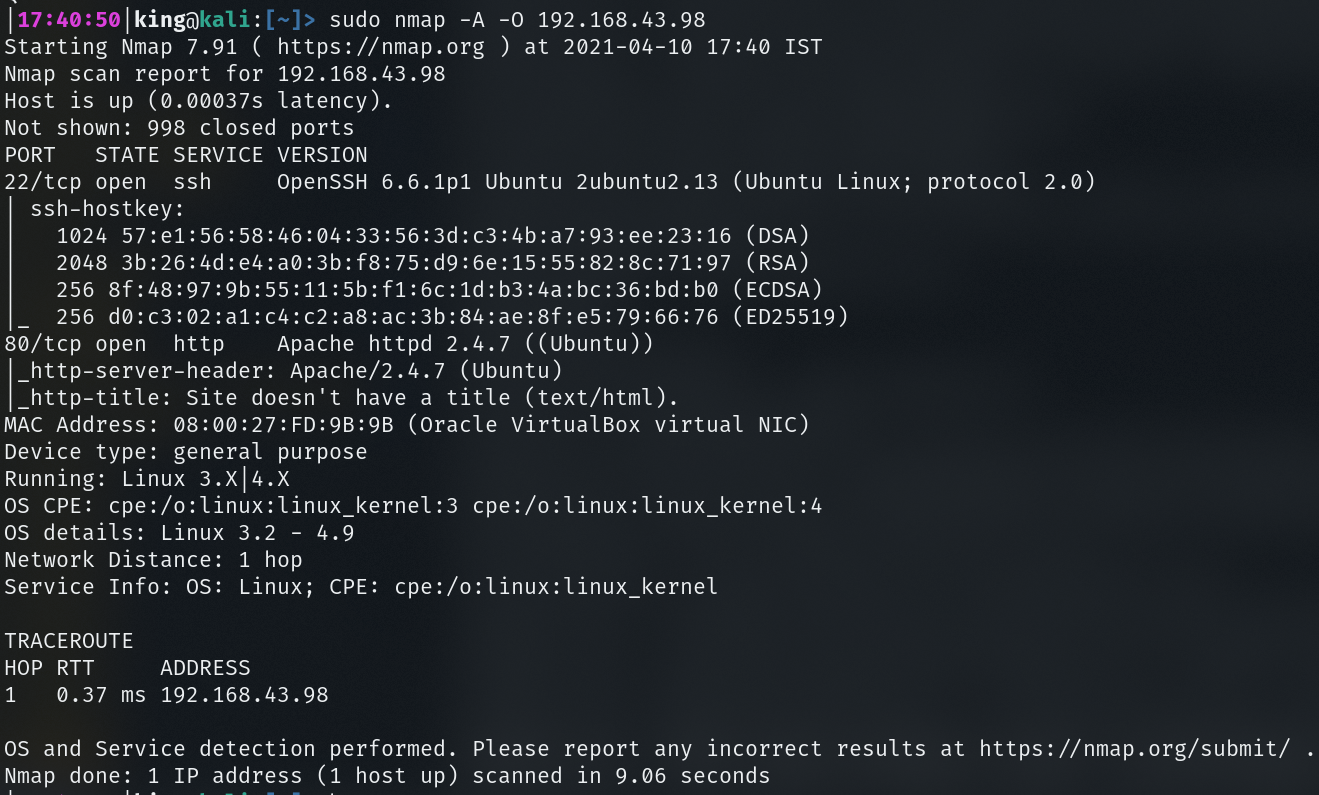 |17:40:50|king@kali:[~]> sudo nmap -A -O 192.168.43.98
Starting Nmap 7.91 ( https://nmap.org ) at 2021-04-10 17:40 IST
Nmap scan report for 192.168.43.98
Host is up (0.00037s latency).
Not shown: 998 closed ports
PORT   STATE SERVICE VERSION
22/tcp open  ssh     OpenSSH 6.6.1p1 Ubuntu 2ubuntu2.13 (Ubuntu Linux; protocol 2.0)
| ssh-hostkey:
|   1024 57:e1:56:58:46:04:33:56:3d:c3:4b:a7:93:ee:23:16 (DSA)
|   2048 3b:26:4d:e4:a0:3b:f8:75:d9:6e:15:55:82:8c:71:97 (RSA)
|   256 8f:48:97:9b:55:11:5b:f1:6c:1d:b3:4a:bc:36:bd:b0 (ECDSA)
|_  256 d0:c3:02:a1:c4:c2:a8:ac:3b:84:ae:8f:e5:79:66:76 (ED25519)
80/tcp open  http    Apache httpd 2.4.7 ((Ubuntu))
|_http-server-header: Apache/2.4.7 (Ubuntu)
|_http-title: Site doesn't have a title (text/html).
MAC Address: 08:00:27:FD:9B:9B (Oracle VirtualBox virtual NIC)
Device type: general purpose
Running: Linux 3.X|4.X
OS CPE: cpe:/o:linux:linux_kernel:3 cpe:/o:linux:linux_kernel:4
OS details: Linux 3.2 - 4.9
Network Distance: 1 hop
Service Info: OS: Linux; CPE: cpe:/o:linux:linux_kernel
TRACEROUTE
HOP RTT     ADDRESS
1   0.37 ms 192.168.43.98
OS and Service detection performed. Please report any incorrect results at https://nmap.org/submit/ .
Nmap done: 1 IP address (1 host up) scanned in 9.06 seconds